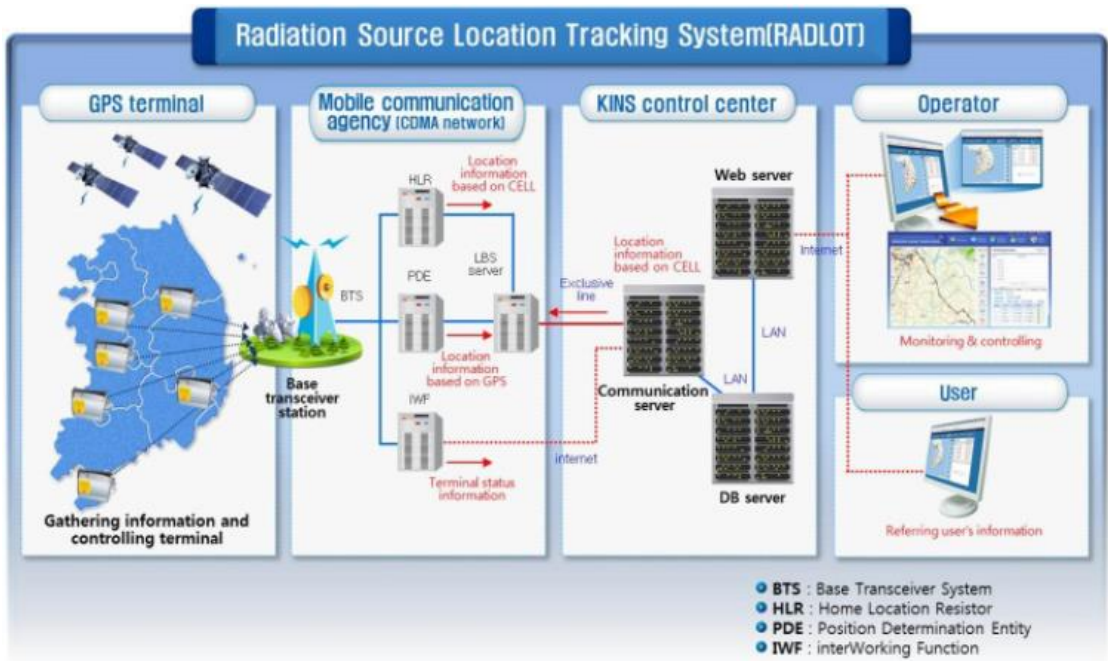 Radiation Source Location Tracking System(RADLOT)
GPS terminal
Gathering information and
controlling terminal
Mobile communication
agency (CDMA network)
HLR
Location
information
based on CELL
BTS
PDE
LBS
server
Location
information
based on GPS
Base
transceiver
station
IWF
Terminal status
information
KINS control center
Web server
Location
information
based on CELL
Exclusive
line
LAN
Communication
server
LAN
internet
DB server
Internet
Operator
Monitoring & controlling
User
Referring user's information
BTS : Base Transceiver System
HLR : Home Location Resistor
PDE : Position Determination Entity
IWF : interWorking Function